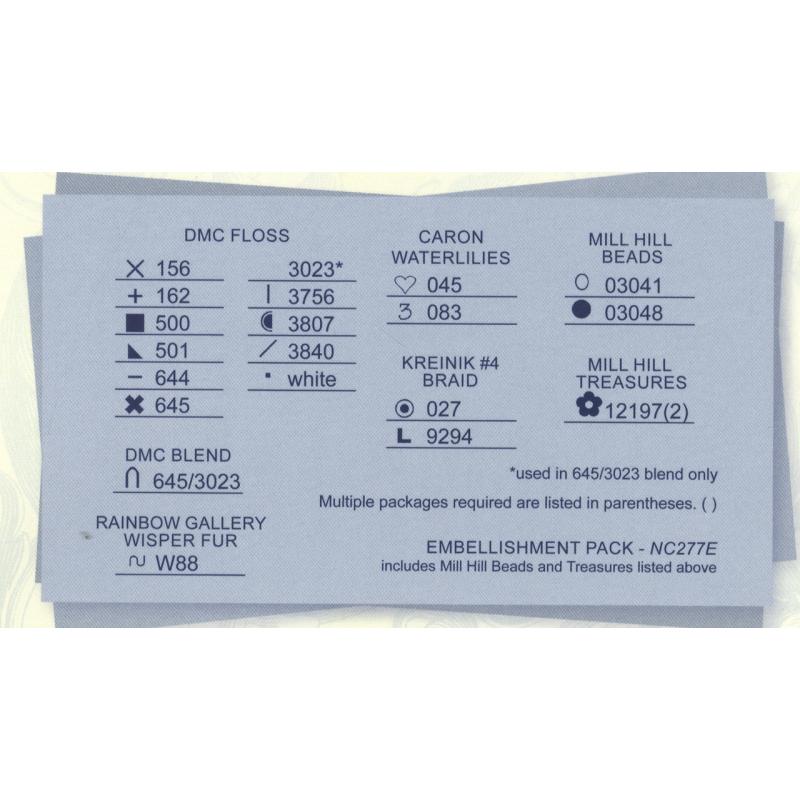 DMC FLOSS
156
162
500
501
644
645
3023*
3756
3807
3840
white
DMC BLEND
645/3023
RAINBOW GALLERY
WISPER FUR
W88
CARON
WATERLILIES
045
083
KREINIK #4
BRAID
027
9294
MILL HILL
BEADS
03041
03048
MILL HILL
TREASURES
12197(2)
*used in 645/3023 blend only
Multiple packages required are listed in parentheses. ( )
EMBELLISHMENT PACK - NC277E
includes Mill Hill Beads and Treasures listed above